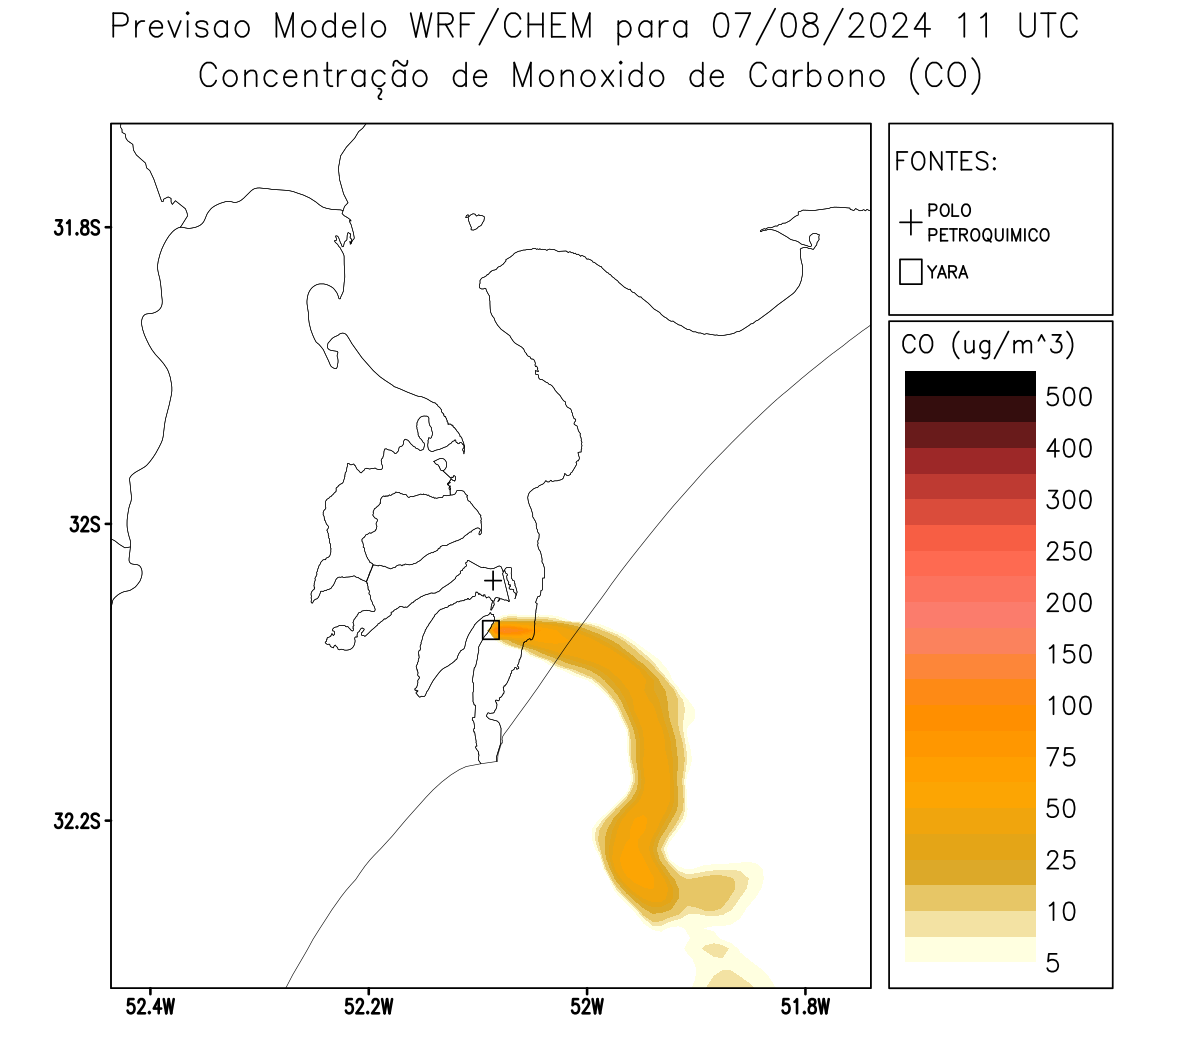 Previsao Modelo WRF/CHEM para 07/08/2024 11 UTC
Concentração de Monoxido de Carbono (CO)
FONTES:
POLO
PETROQUIMICO
YARA
CO (ug/m^3)
500
400
300
250
200
150
100
75
50
25
10
5
31.8S
32S
32.2S
52.4W
52.2W
52W
51.8W